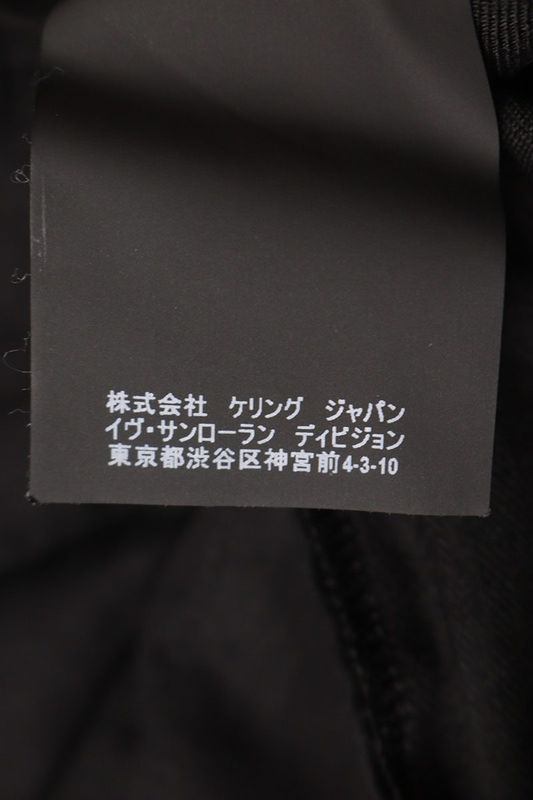 株式会社 ケリング ジャパン
イヴ・サンローラン ディビジョン
東京都渋谷区神宮前4-3-10